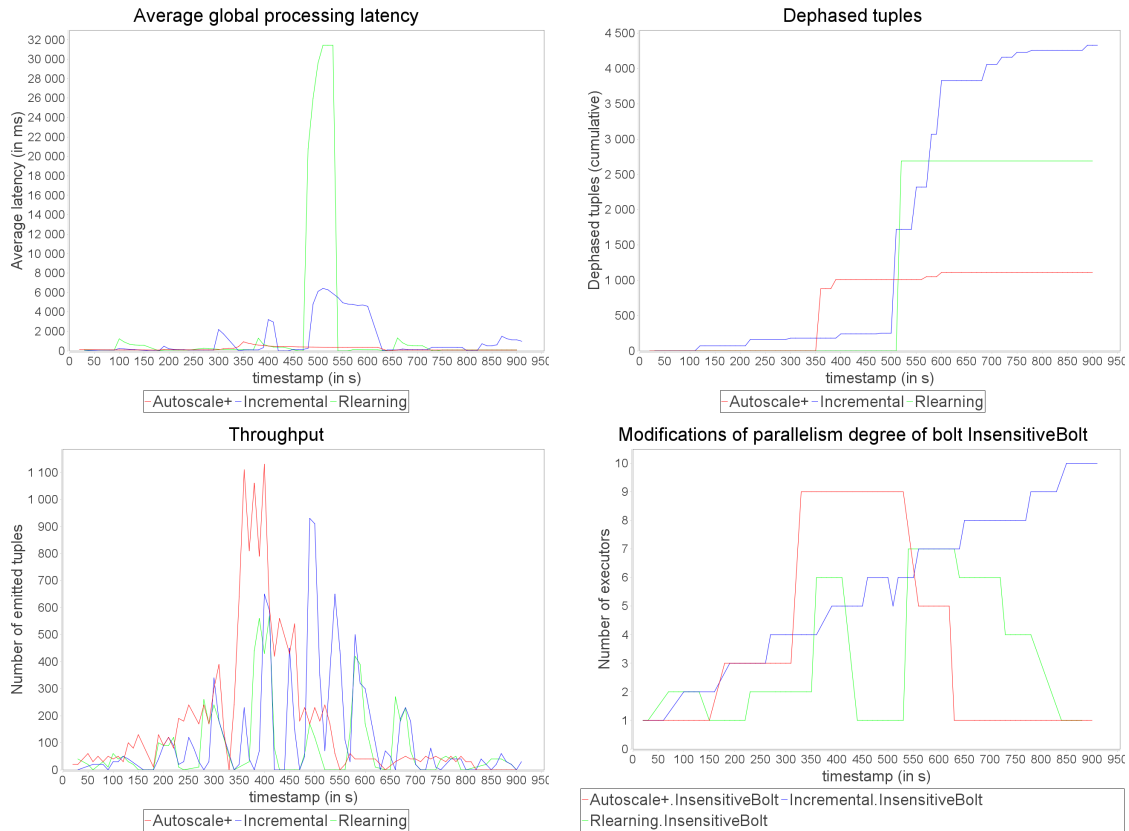 Average global processing latency
Average latency (in ms)
32 000
30 000
28 000
26 000
24 000
22 000
20 000
18 000
16 000
14 000
12 000
10 000
8 000
6 000
4 000
2 000
0
0 50 100 150 200 250 300 350 400 450 500 550 600 650 700 750 800 850 900 950
timestamp (in s)
Autoscale+ Incremental Rlearning
Dephased tuples
Dephased tuples (cumulative)
4 500
4 000
3 500
3 000
2 500
2 000
1 500
1 000
500
0
0 50 100 150 200 250 300 350 400 450 500 550 600 650 700 750 800 850 900 950
timestamp (in s)
Autoscale+ Incremental Rlearning
Throughput
Number of emitted tuples
1 100
1 000
900
800
700
600
500
400
300
200
100
0
0 50 100 150 200 250 300 350 400 450 500 550 600 650 700 750 800 850 900 950
timestamp (in s)
Autoscale+ Incremental Rlearning
Modifications of parallelism degree of bolt InsensitiveBolt
Number of executors
10
9
8
7
6
5
4
3
2
1
0
0 50 100 150 200 250 300 350 400 450 500 550 600 650 700 750 800 850 900 950
timestamp (in s)
Autoscale+.InsensitiveBolt Incremental.InsensitiveBolt
Rlearning.InsensitiveBolt